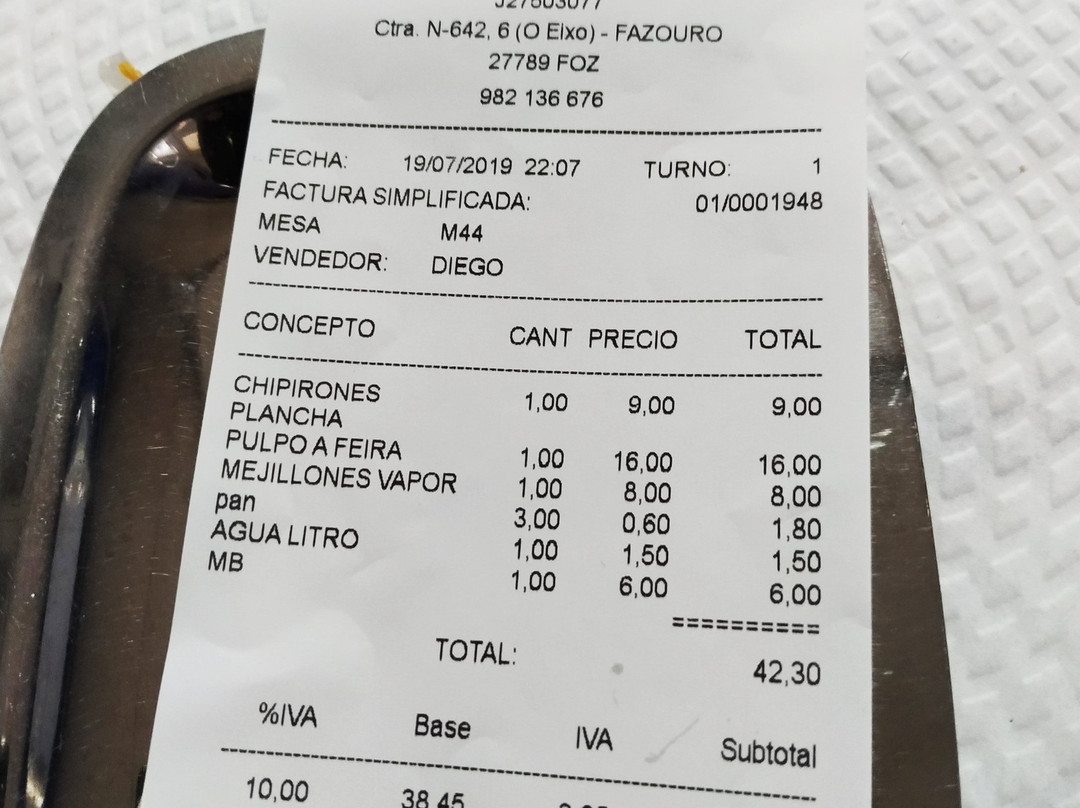 Ctra. N-642, 6 (O Eixo) - FAZOURO
27789 FOZ
982 136 676
FECHA: 19/07/2019 22:07 TURNO: 1
FACTURA SIMPLIFICADA: 01/0001948
MESA M44
VENDEDOR: DIEGO
CONCEPTO CANT PRECIO TOTAL
CHIPIRONES PLANCHA 1,00 9,00 9,00
PULPO A FEIRA 1,00 16,00 16,00
MEJILLONES VAPOR 1,00 8,00 8,00
pan 3,00 0,60 1,80
AGUA LITRO 1,00 1,50 1,50
MB 1,00 6,00 6,00
==========
TOTAL: 42,30
%IVA Base IVA Subtotal
10,00 38,45